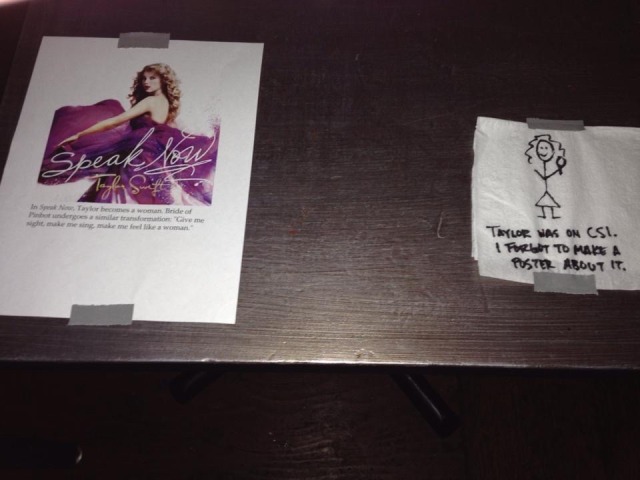 Speak Now
Taylor Swift
In Speak Now, Taylor becomes a woman. Bride of
Pinbot undergoes a similar transformation: "Give me
sight, make me sing, make me feel like a woman."
TAYLOR WAS ON CSI.
I FORGOT TO MAKE A
POSTER ABOUT IT.